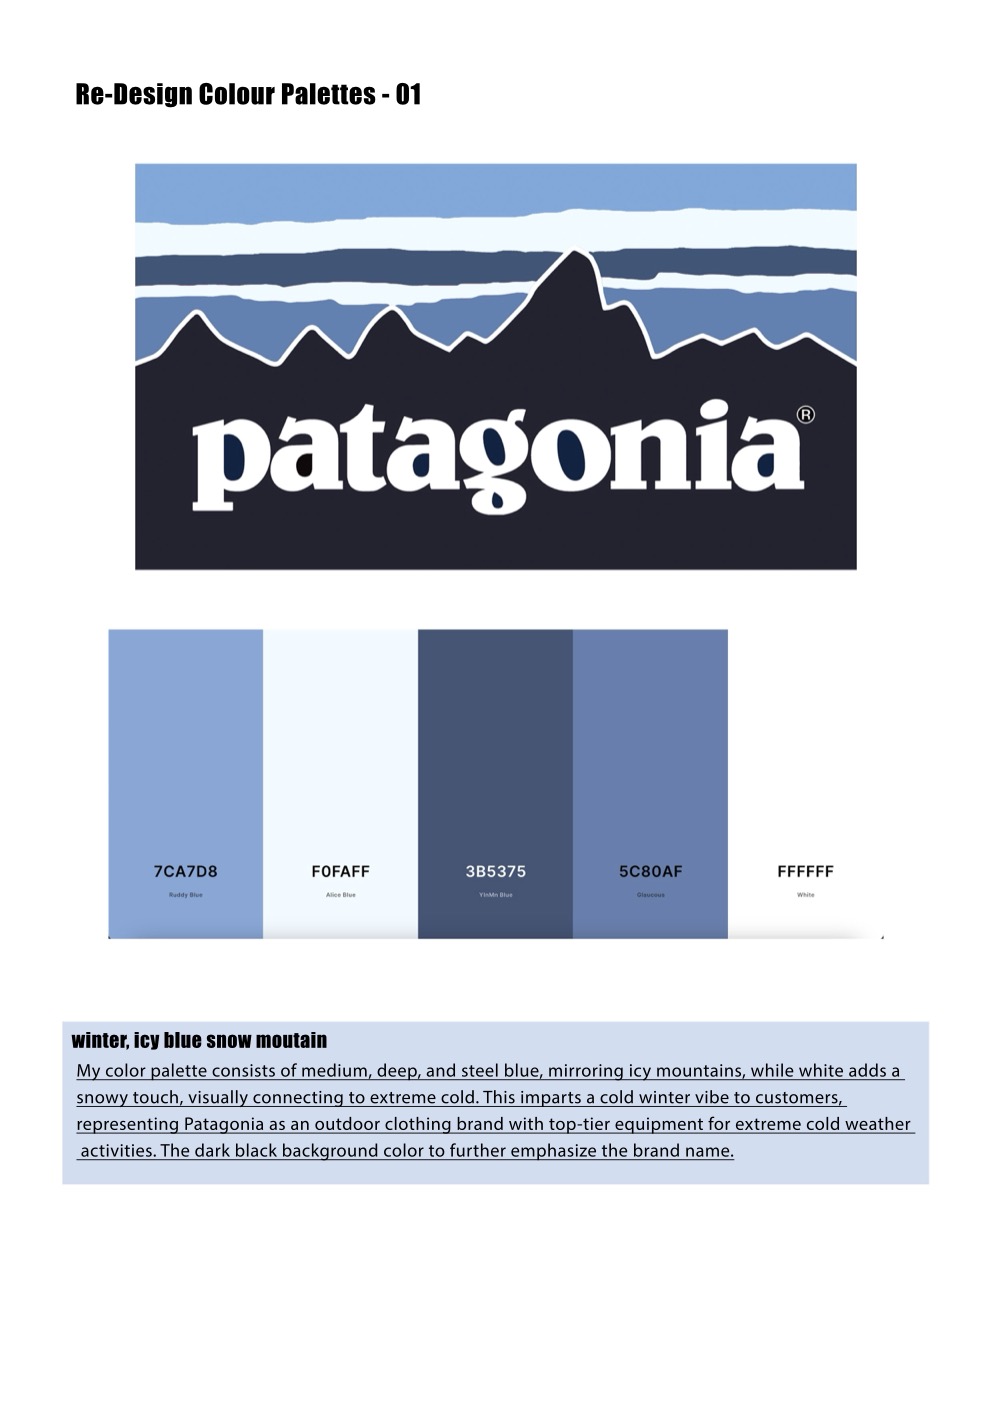 Re-Design Colour Palettes - 01
patagonia®
7CA7D8 F0FAFF 3B5375 5C80AF FFFFFF
Ruddy Blue Alice Blue YInMn Blue Glaucous White
winter, icy blue snow moutain
My color palette consists of medium, deep, and steel blue, mirroring icy mountains, while white adds a
snowy touch, visually connecting to extreme cold. This imparts a cold winter vibe to customers,
representing Patagonia as an outdoor clothing brand with top-tier equipment for extreme cold weather
activities. The dark black background color to further emphasize the brand name.